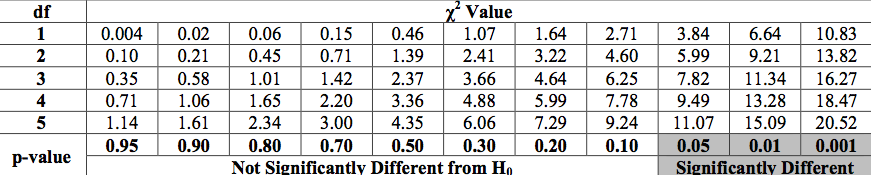 df χ² Value
1 0.004 0.02 0.06 0.15 0.46 1.07 1.64 2.71 3.84 6.64 10.83
2 0.10 0.21 0.45 0.71 1.39 2.41 3.22 4.60 5.99 9.21 13.82
3 0.35 0.58 1.01 1.42 2.37 3.66 4.64 6.25 7.82 11.34 16.27
4 0.71 1.06 1.65 2.20 3.36 4.88 5.99 7.78 9.49 13.28 18.47
5 1.14 1.61 2.34 3.00 4.35 6.06 7.29 9.24 11.07 15.09 20.52
p-value 0.95 0.90 0.80 0.70 0.50 0.30 0.20 0.10 0.05 0.01 0.001
Not Significantly Different from H₀ Significantly Different